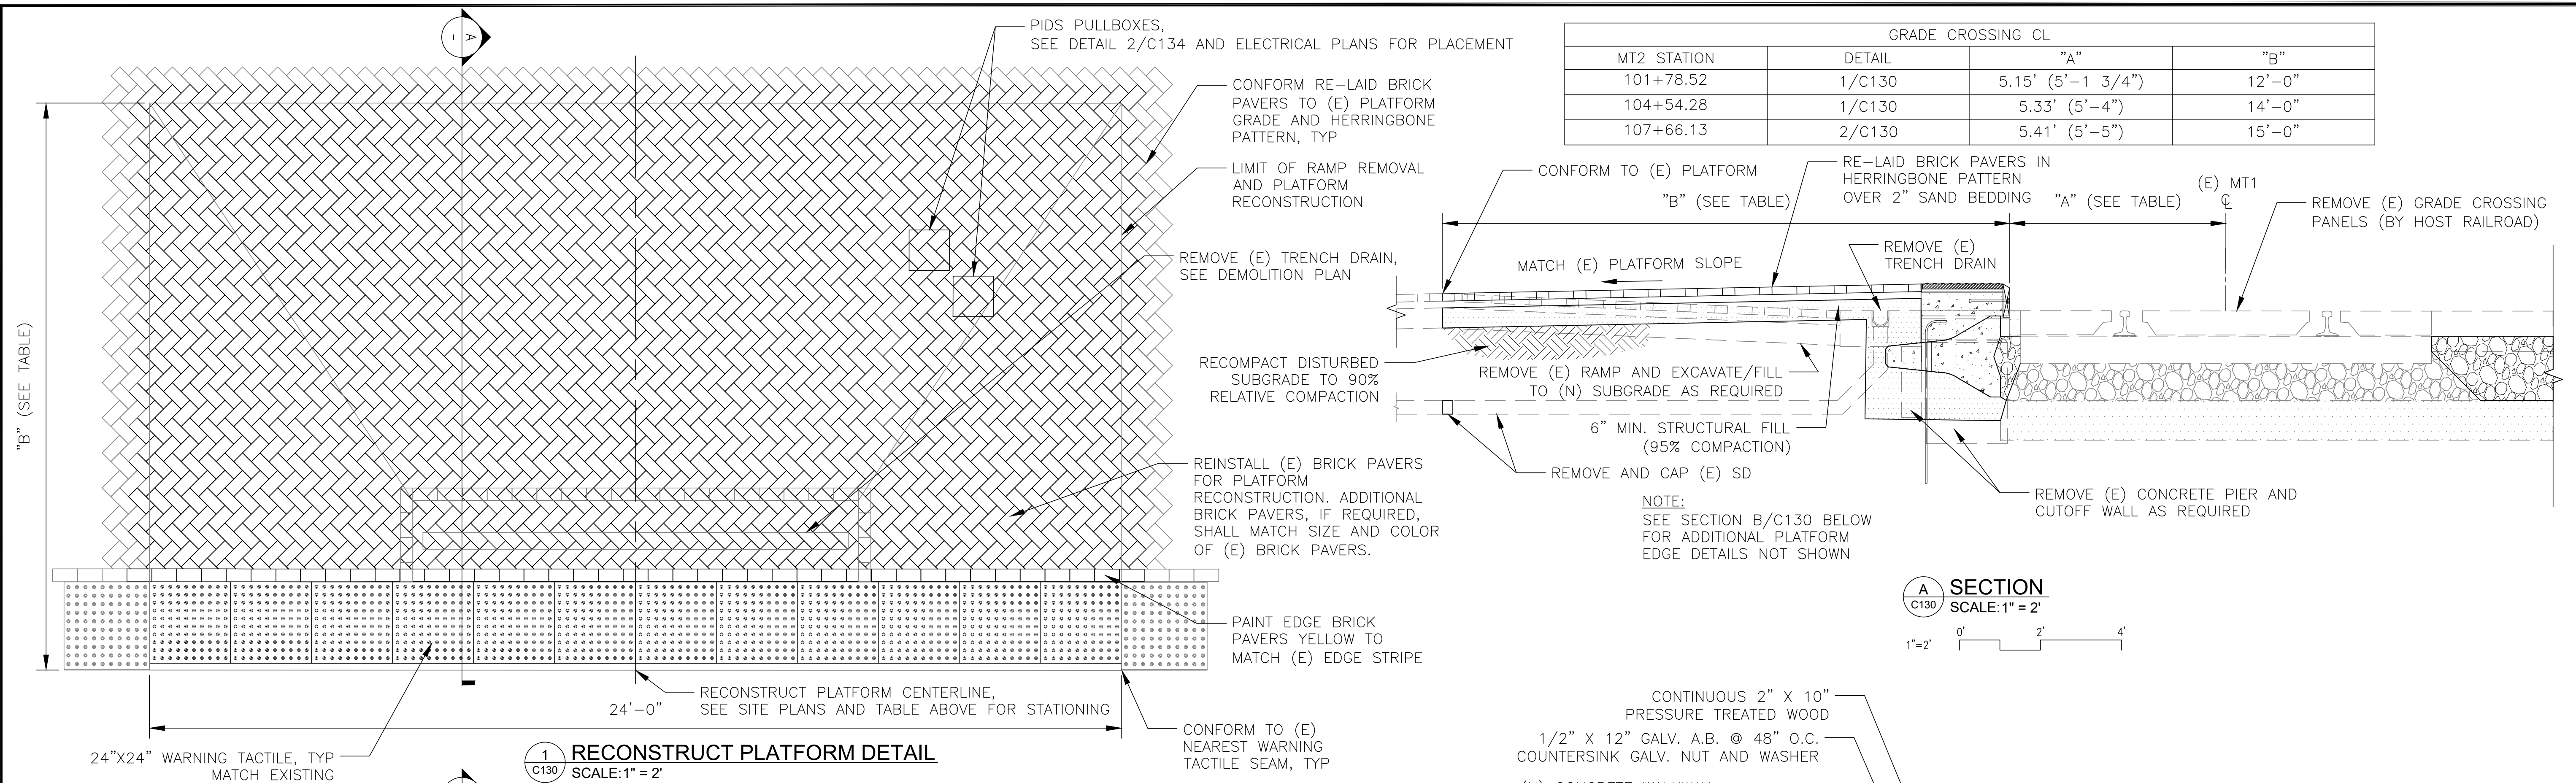 A
-
PIDS PULLBOXES,
SEE DETAIL 2/C134 AND ELECTRICAL PLANS FOR PLACEMENT
CONFORM RE-LAID BRICK
PAVERS TO (E) PLATFORM
GRADE AND HERRINGBONE
PATTERN, TYP
LIMIT OF RAMP REMOVAL
AND PLATFORM
RECONSTRUCTION
REMOVE (E) TRENCH DRAIN,
SEE DEMOLITION PLAN
"B" (SEE TABLE)
REINSTALL (E) BRICK PAVERS
FOR PLATFORM
RECONSTRUCTION. ADDITIONAL
BRICK PAVERS, IF REQUIRED,
SHALL MATCH SIZE AND COLOR
OF (E) BRICK PAVERS.
PAINT EDGE BRICK
PAVERS YELLOW TO
MATCH (E) EDGE STRIPE
RECONSTRUCT PLATFORM CENTERLINE,
SEE SITE PLANS AND TABLE ABOVE FOR STATIONING
24'-0"
CONFORM TO (E)
NEAREST WARNING
TACTILE SEAM, TYP
24"X24" WARNING TACTILE, TYP
MATCH EXISTING
1
C130
RECONSTRUCT PLATFORM DETAIL
SCALE: 1" = 2'
GRADE CROSSING CL
MT2 STATION DETAIL "A" "B"
101+78.52 1/C130 5.15' (5'-1 3/4") 12'-0"
104+54.28 1/C130 5.33' (5'-4") 14'-0"
107+66.13 2/C130 5.41' (5'-5") 15'-0"
CONFORM TO (E) PLATFORM
RE-LAID BRICK PAVERS IN
HERRINGBONE PATTERN
OVER 2" SAND BEDDING
"B" (SEE TABLE)
"A" (SEE TABLE)
(E) MT1
CL
REMOVE (E) GRADE CROSSING
PANELS (BY HOST RAILROAD)
REMOVE (E)
TRENCH DRAIN
MATCH (E) PLATFORM SLOPE
RECOMPACT DISTURBED
SUBGRADE TO 90%
RELATIVE COMPACTION
REMOVE (E) RAMP AND EXCAVATE/FILL
TO (N) SUBGRADE AS REQUIRED
6" MIN. STRUCTURAL FILL
(95% COMPACTION)
REMOVE AND CAP (E) SD
REMOVE (E) CONCRETE PIER AND
CUTOFF WALL AS REQUIRED
NOTE:
SEE SECTION B/C130 BELOW
FOR ADDITIONAL PLATFORM
EDGE DETAILS NOT SHOWN
A
C130
SECTION
SCALE: 1" = 2'
1"=2' 0' 2' 4'
CONTINUOUS 2" X 10"
PRESSURE TREATED WOOD
1/2" X 12" GALV. A.B. @ 48" O.C.
COUNTERSINK GALV. NUT AND WASHER